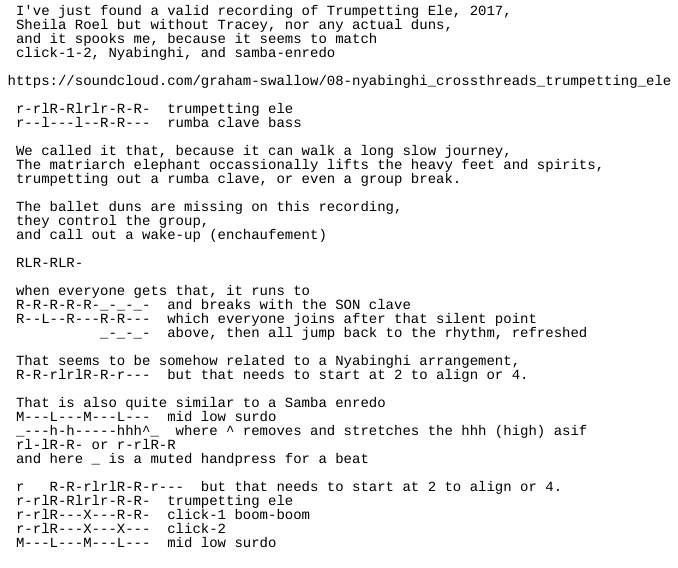 I've just found a valid recording of Trumpetting Ele, 2017,
Sheila Roel but without Tracey, nor any actual duns,
and it spooks me, because it seems to match
click-1-2, Nyabinghi, and samba-enredo
https://soundcloud.com/graham-swallow/08-nyabinghi_crossthreads_trumpetting_ele
r-rlR-Rlrlr-R-R-  trumpetting ele
r--l---l--R-R---  rumba clave bass
We called it that, because it can walk a long slow journey,
The matriarch elephant occassionally lifts the heavy feet and spirits,
trumpetting out a rumba clave, or even a group break.
The ballet duns are missing on this recording,
they control the group,
and call out a wake-up (enchaufement)
RLR-RLR-
when everyone gets that, it runs to
R-R-R-R-R-_-_-_-  and breaks with the SON clave
R--L--R---R-R---  which everyone joins after that silent point
_-_-_-  above, then all jump back to the rhythm, refreshed
That seems to be somehow related to a Nyabinghi arrangement,
R-R-rlrlR-R-r---  but that needs to start at 2 to align or 4.
That is also quite similar to a Samba enredo
M---L---M---L---  mid low surdo
_---h-h-----hhh^_  where ^ removes and stretches the hhh (high) asif
rl-lR-R- or r-rlR-R
and here _ is a muted handpress for a beat
r   R-R-rlrlR-R-r---  but that needs to start at 2 to align or 4.
r-rlR-Rlrlr-R-R-  trumpetting ele
r-rlR---X---R-R-  click-1 boom-boom
r-rlR---X---X---  click-2
M---L---M---L---  mid low surdo